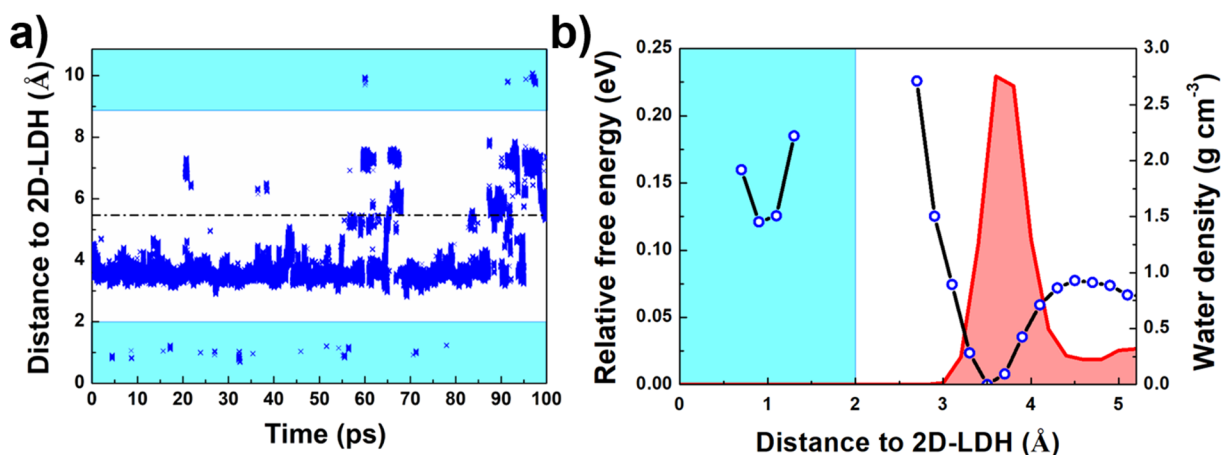 a)
Distance to 2D-LDH (Å)
10
8
6
4
2
0
0 10 20 30 40 50 60 70 80 90 100
Time (ps)
b)
Relative free energy (eV)
0.25
0.20
0.15
0.10
0.05
0.00
0 1 2 3 4 5
Distance to 2D-LDH (Å)
3.0
2.5
2.0
1.5
1.0
0.5
0.0
Water density (g cm⁻³)